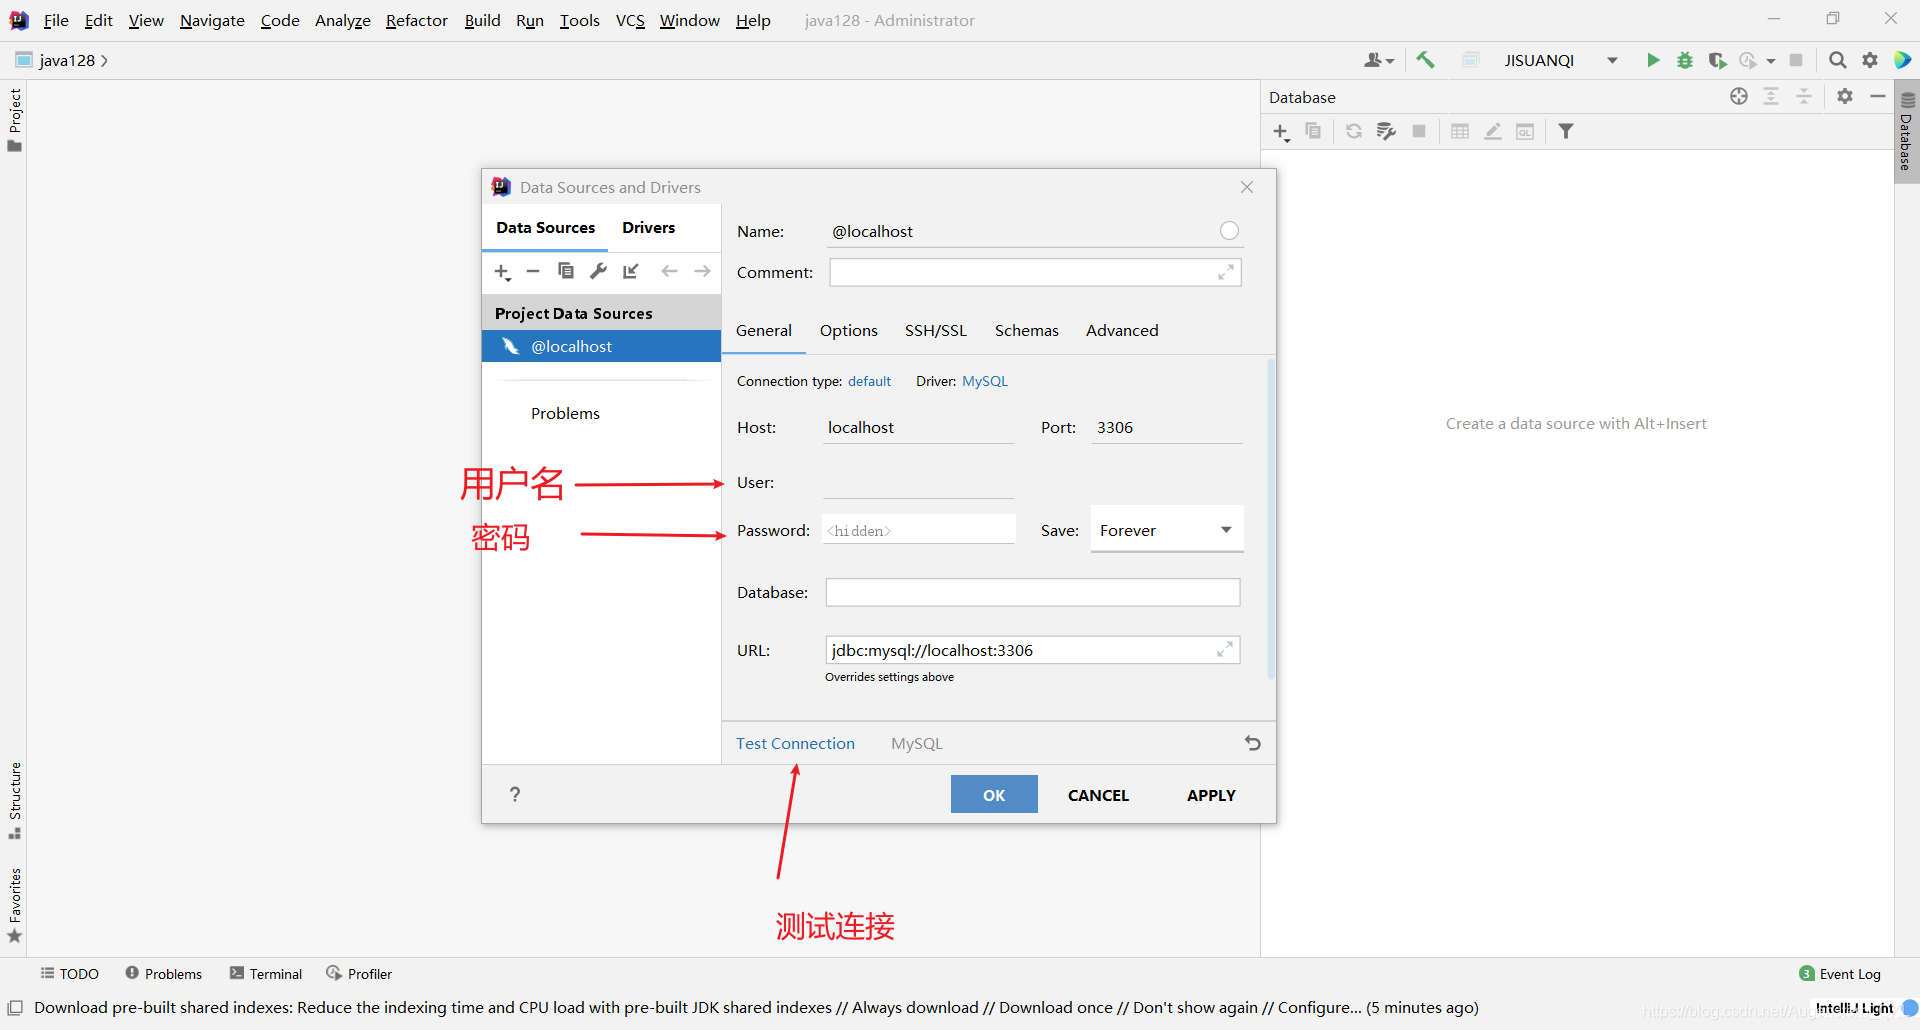 File Edit View Navigate Code Analyze Refactor Build Run Tools VCS Window Help java128 - Administrator
java128
JISUANQI
Project
Database
Database
Data Sources and Drivers
Data Sources Drivers
Name: @localhost
Comment:
Project Data Sources
@localhost
General Options SSH/SSL Schemas Advanced
Connection type: default Driver: MySQL
Problems
Host: localhost Port: 3306
Create a data source with Alt+Insert
用户名
User:
密码
Password: <hidden> Save: Forever
Database:
URL: jdbc:mysql://localhost:3306
Overrides settings above
Test Connection MySQL
? OK CANCEL APPLY
测试连接
Structure
Favorites
TODO Problems Terminal Profiler 3 Event Log
Download pre-built shared indexes: Reduce the indexing time and CPU load with pre-built JDK shared indexes // Always download // Download once // Don't show again // Configure... (5 minutes ago)
IntelliJ Light